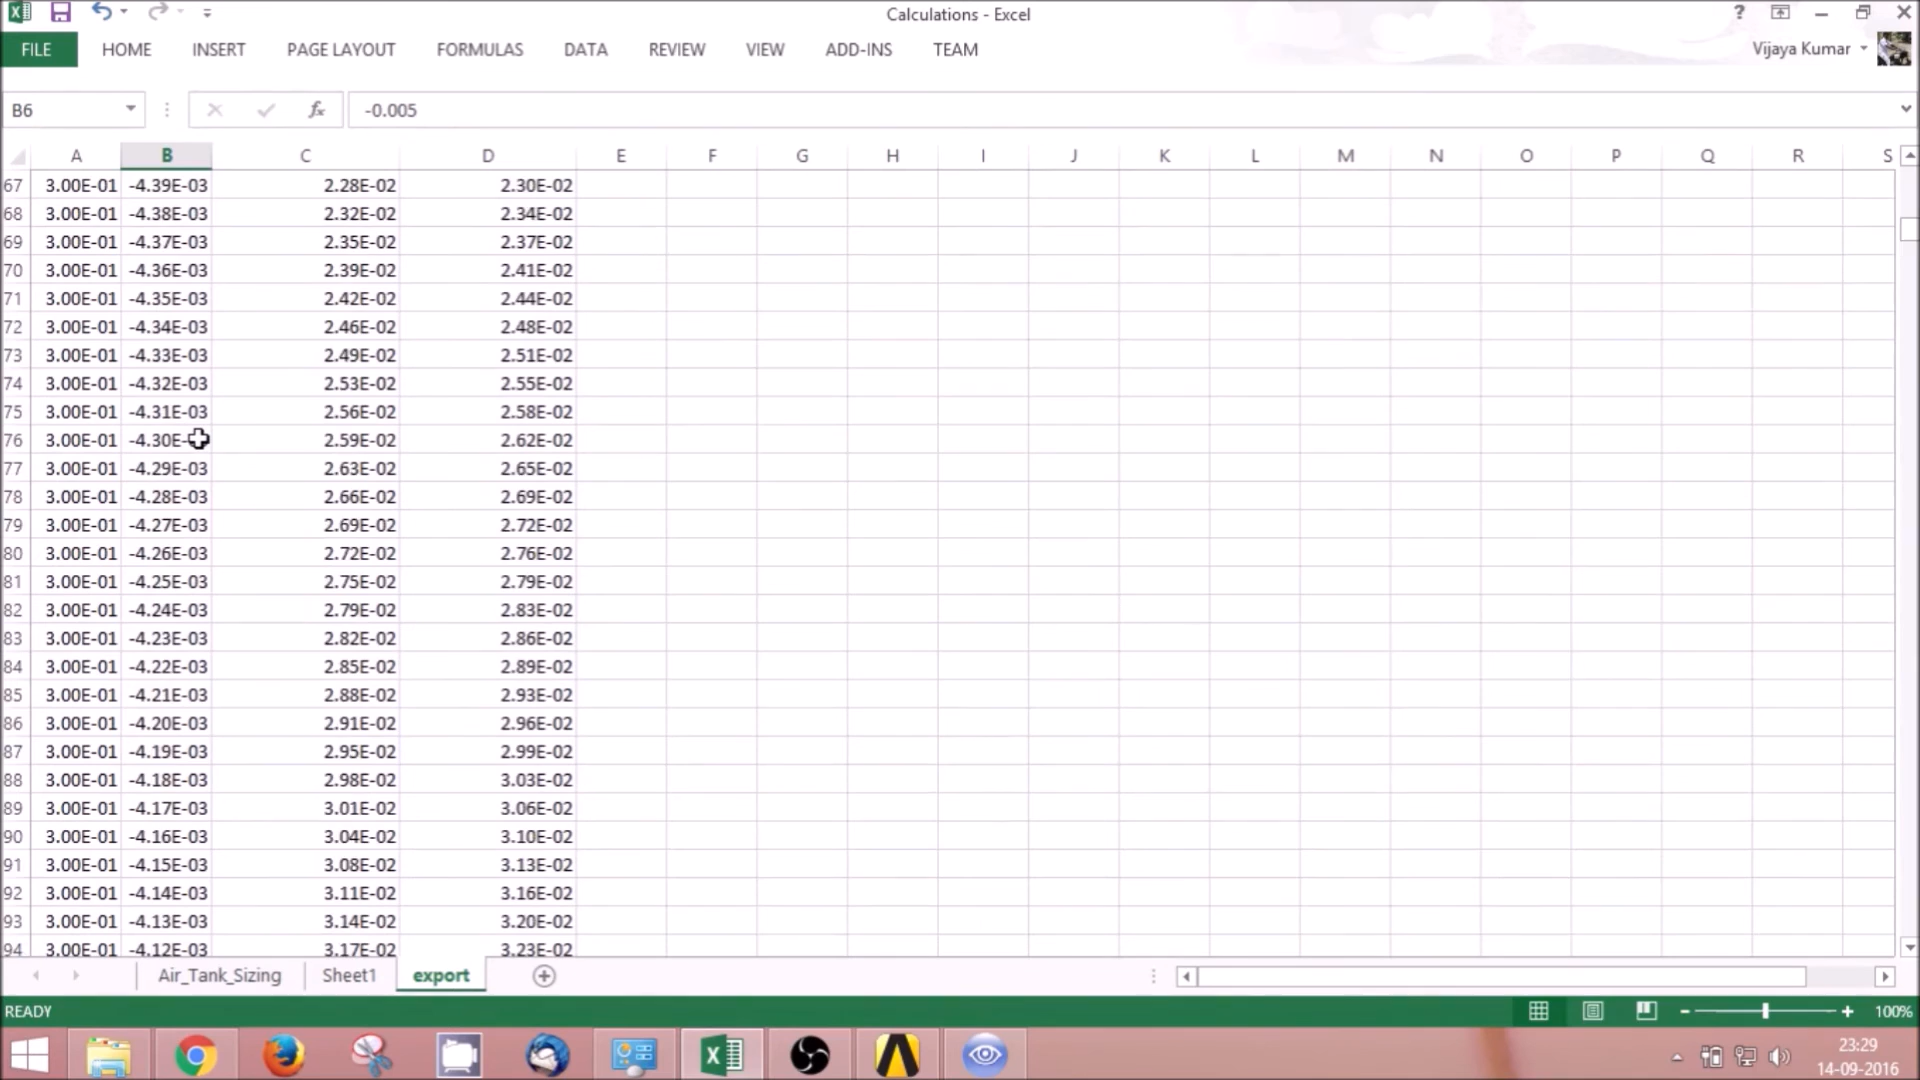 Calculations - Excel
FILE HOME INSERT PAGE LAYOUT FORMULAS DATA REVIEW VIEW ADD-INS TEAM Vijaya Kumar
B6 fx -0.005
A B C D E F G H I J K L M N O P Q R S
67 3.00E-01 -4.39E-03 2.28E-02 2.30E-02
68 3.00E-01 -4.38E-03 2.32E-02 2.34E-02
69 3.00E-01 -4.37E-03 2.35E-02 2.37E-02
70 3.00E-01 -4.36E-03 2.39E-02 2.41E-02
71 3.00E-01 -4.35E-03 2.42E-02 2.44E-02
72 3.00E-01 -4.34E-03 2.46E-02 2.48E-02
73 3.00E-01 -4.33E-03 2.49E-02 2.51E-02
74 3.00E-01 -4.32E-03 2.53E-02 2.55E-02
75 3.00E-01 -4.31E-03 2.56E-02 2.58E-02
76 3.00E-01 -4.30E- 2.59E-02 2.62E-02
77 3.00E-01 -4.29E-03 2.63E-02 2.65E-02
78 3.00E-01 -4.28E-03 2.66E-02 2.69E-02
79 3.00E-01 -4.27E-03 2.69E-02 2.72E-02
80 3.00E-01 -4.26E-03 2.72E-02 2.76E-02
81 3.00E-01 -4.25E-03 2.75E-02 2.79E-02
82 3.00E-01 -4.24E-03 2.79E-02 2.83E-02
83 3.00E-01 -4.23E-03 2.82E-02 2.86E-02
84 3.00E-01 -4.22E-03 2.85E-02 2.89E-02
85 3.00E-01 -4.21E-03 2.88E-02 2.93E-02
86 3.00E-01 -4.20E-03 2.91E-02 2.96E-02
87 3.00E-01 -4.19E-03 2.95E-02 2.99E-02
88 3.00E-01 -4.18E-03 2.98E-02 3.03E-02
89 3.00E-01 -4.17E-03 3.01E-02 3.06E-02
90 3.00E-01 -4.16E-03 3.04E-02 3.10E-02
91 3.00E-01 -4.15E-03 3.08E-02 3.13E-02
92 3.00E-01 -4.14E-03 3.11E-02 3.16E-02
93 3.00E-01 -4.13E-03 3.14E-02 3.20E-02
94 3.00E-01 -4.12E-03 3.17E-02 3.23E-02
Air_Tank_Sizing Sheet1 export
READY 100%
23:29
14-09-2016